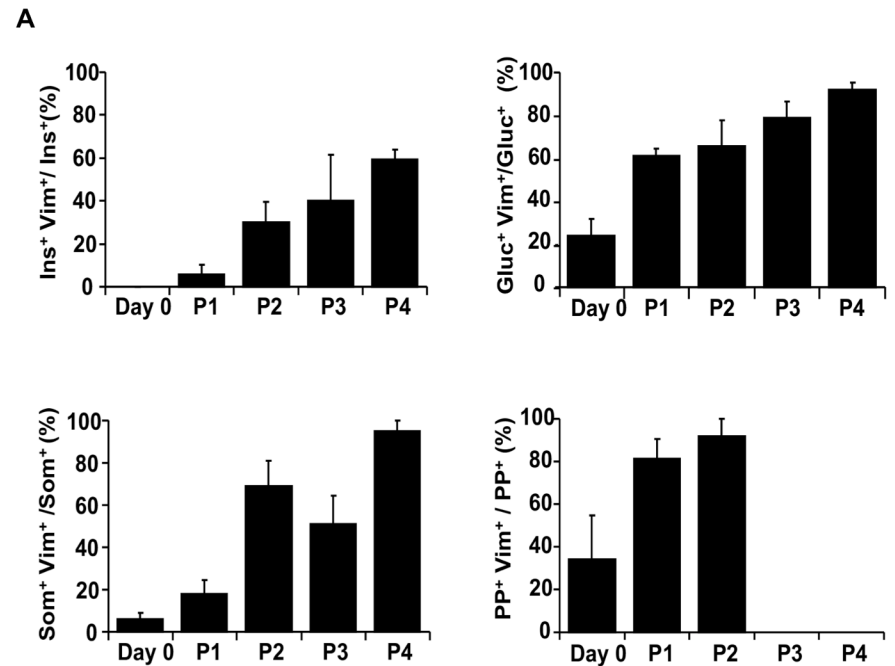 A
Ins⁺ Vim⁺/ Ins⁺(%)
100
80
60
40
20
0
Day 0 P1 P2 P3 P4
Gluc⁺ Vim⁺/Gluc⁺ (%)
100
80
60
40
20
0
Day 0 P1 P2 P3 P4
Som⁺ Vim⁺ /Som⁺ (%)
100
80
60
40
20
0
Day 0 P1 P2 P3 P4
PP⁺ Vim⁺ / PP⁺ (%)
100
80
60
40
20
0
Day 0 P1 P2 P3 P4